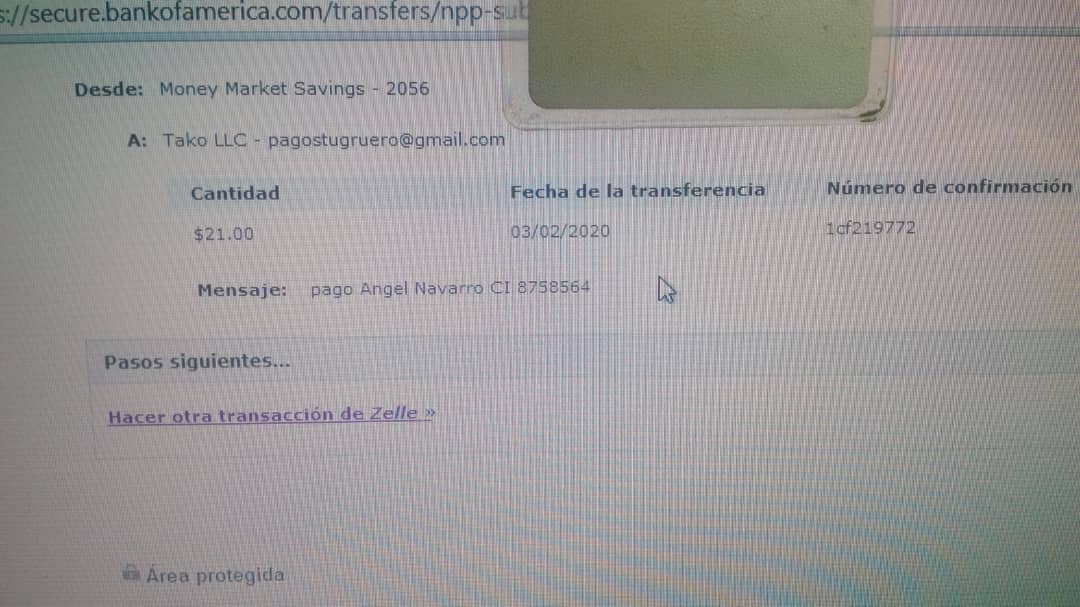 s://secure.bankofamerica.com/transfers/npp-sub
Desde: Money Market Savings - 2056
A: Tako LLC - pagostugruero@gmail.com
Cantidad Fecha de la transferencia Número de confirmación
$21.00 03/02/2020 1cf219772
Mensaje: pago Angel Navarro CI 8758564
Pasos siguientes...
Hacer otra transacción de Zelle »
Área protegida